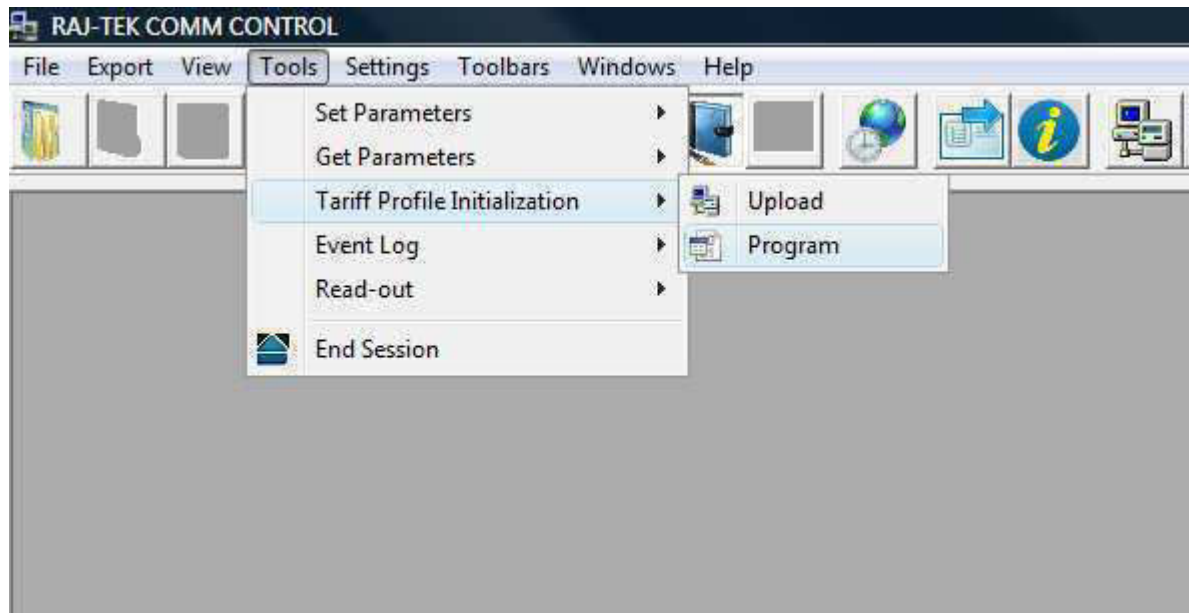 RAJ-TEK COMM CONTROL
File Export View Tools Settings Toolbars Windows Help
Set Parameters
Get Parameters
Tariff Profile Initialization
Upload
Event Log
Program
Read-out
End Session